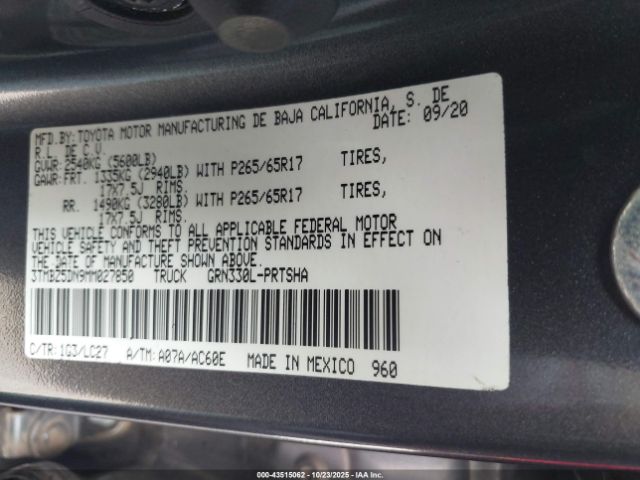 MFD.BY:TOYOTA MOTOR MANUFACTURING DE BAJA CALIFORNIA, S. DE
R.L. DE C.V. DATE: 09/20
GVWR:2540KG (5600LB)
GAWR:FRT. 1335KG (2940LB) WITH P265/65R17 TIRES,
17X7.5J RIMS.
RR. 1490KG (3280LB) WITH P265/65R17 TIRES,
17X7.5J RIMS.
THIS VEHICLE CONFORMS TO ALL APPLICABLE FEDERAL MOTOR
VEHICLE SAFETY AND THEFT PREVENTION STANDARDS IN EFFECT ON
THE DATE OF MANUFACTURE SHOWN ABOVE.
3TMBZ5DN9MM027850 TRUCK GRN330L-PRTSHA
C/TR:1G3/LC27 A/TM:A07A/AC60E MADE IN MEXICO 960
000-43515062 - 10/23/2025 - IAAI.COM